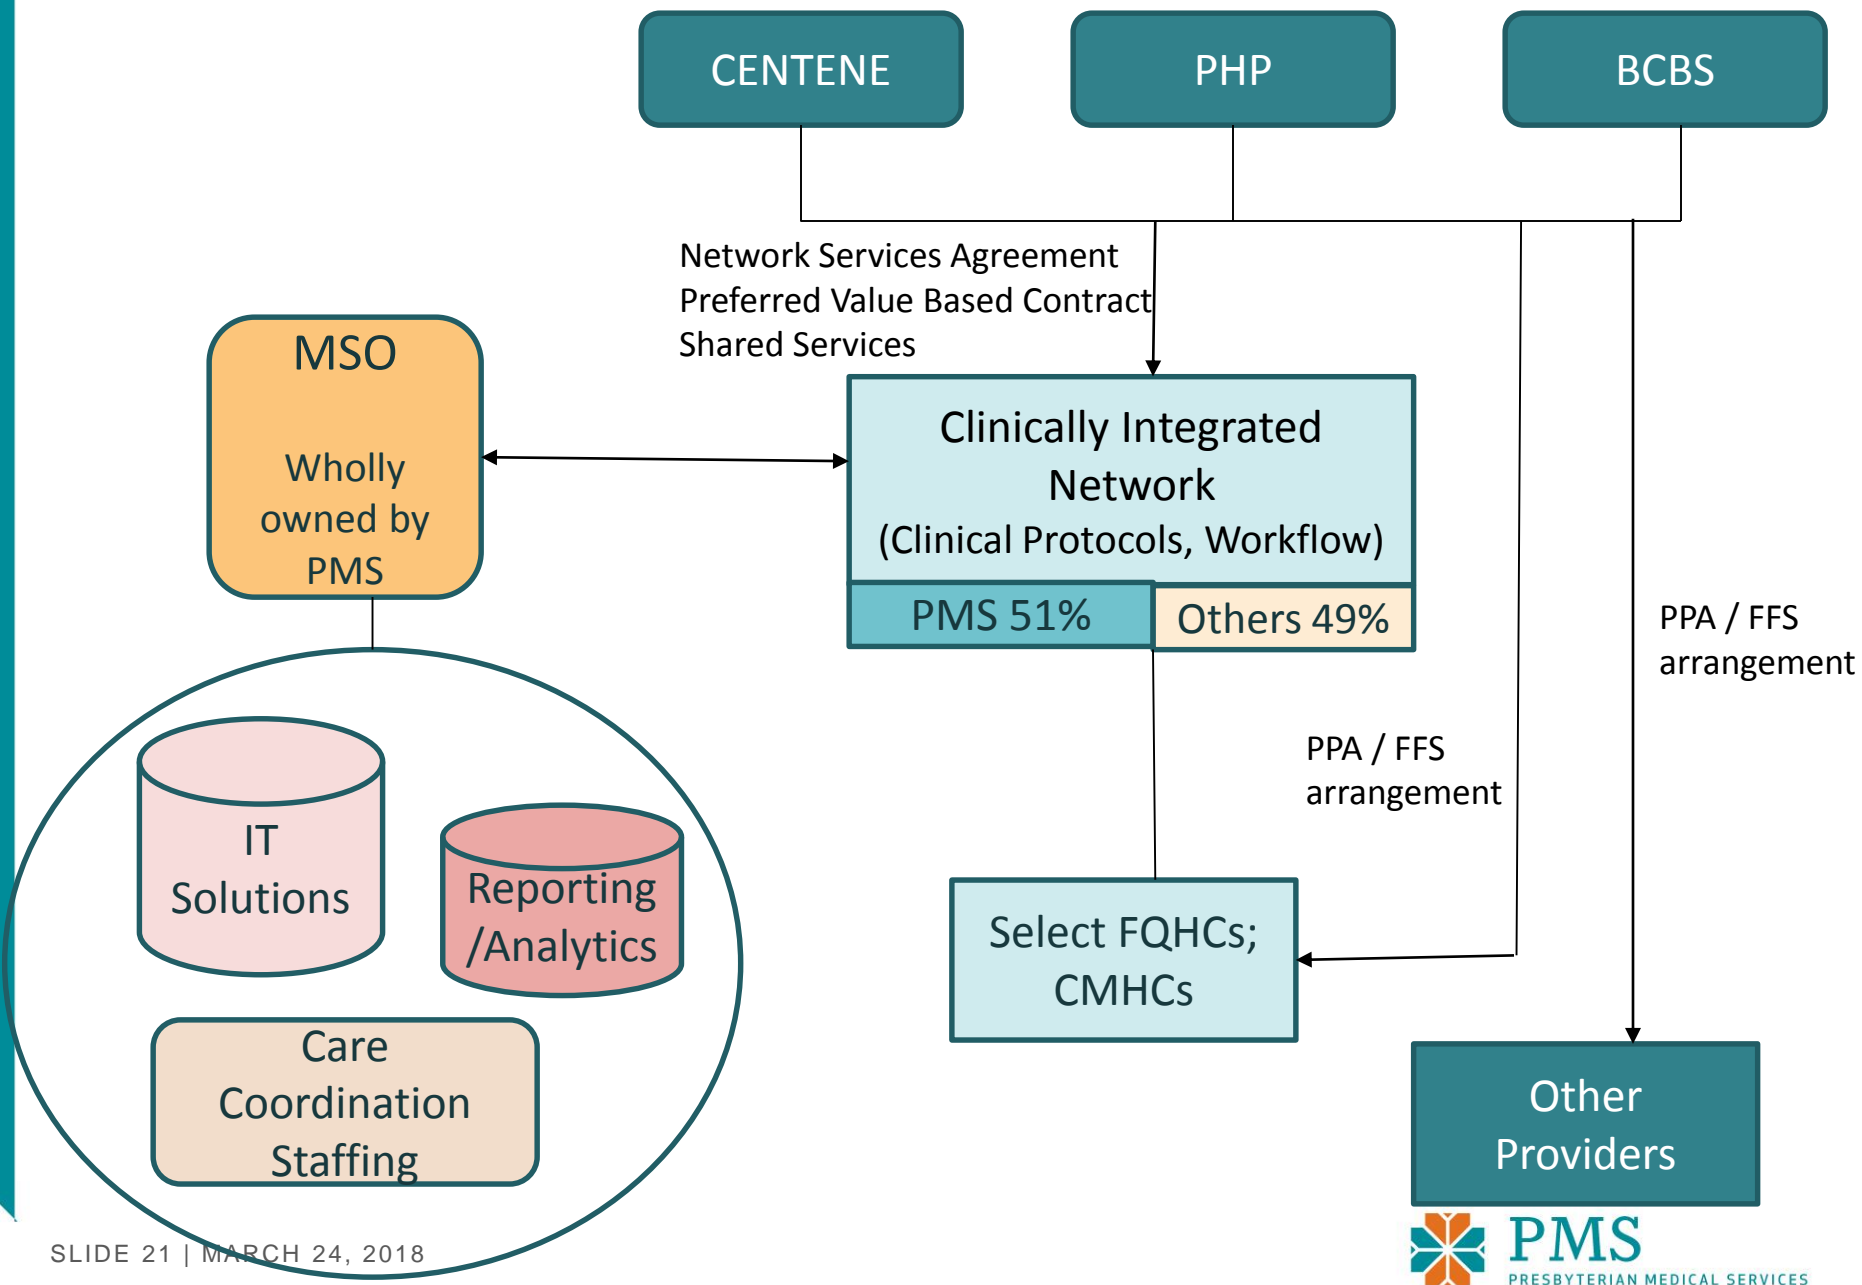 CENTENE
PHP
BCBS
Network Services Agreement
Preferred Value Based Contract
Shared Services
MSO
Wholly
owned by
PMS
Clinically Integrated
Network
(Clinical Protocols, Workflow)
PMS 51%
Others 49%
PPA / FFS
arrangement
PPA / FFS
arrangement
IT
Solutions
Reporting
/Analytics
Care
Coordination
Staffing
Select FQHCs;
CMHCs
Other
Providers
SLIDE 21 | MARCH 24, 2018
PMS
PRESBYTERIAN MEDICAL SERVICES